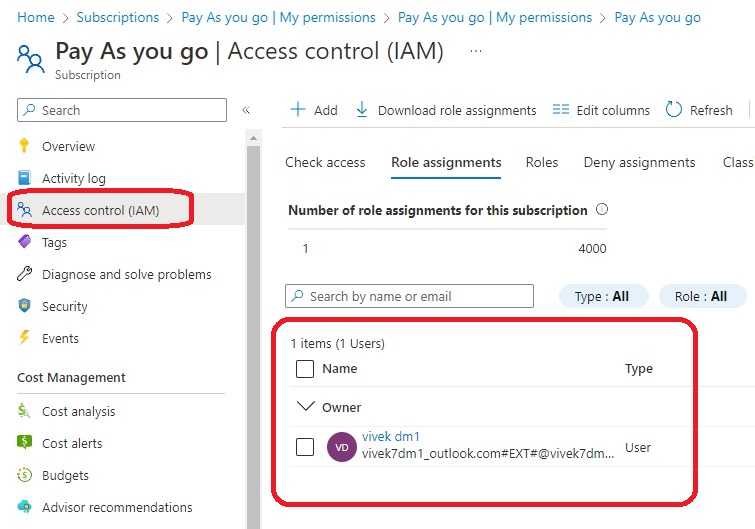 Home > Subscriptions > Pay As you go | My permissions > Pay As you go | My permissions > Pay As you go
Pay As you go | Access control (IAM) ...
Subscription
Search «
Overview
Activity log
Access control (IAM)
Tags
Diagnose and solve problems
Security
Events
Cost Management
Cost analysis
Cost alerts
Budgets
Advisor recommendations
+ Add Download role assignments Edit columns Refresh
Check access Role assignments Roles Deny assignments Class
Number of role assignments for this subscription
1 4000
Search by name or email Type : All Role : All
1 items (1 Users)
Name Type
Owner
VD vivek dm1 User
vivek7dm1_outlook.com#EXT#@vivek7dm...